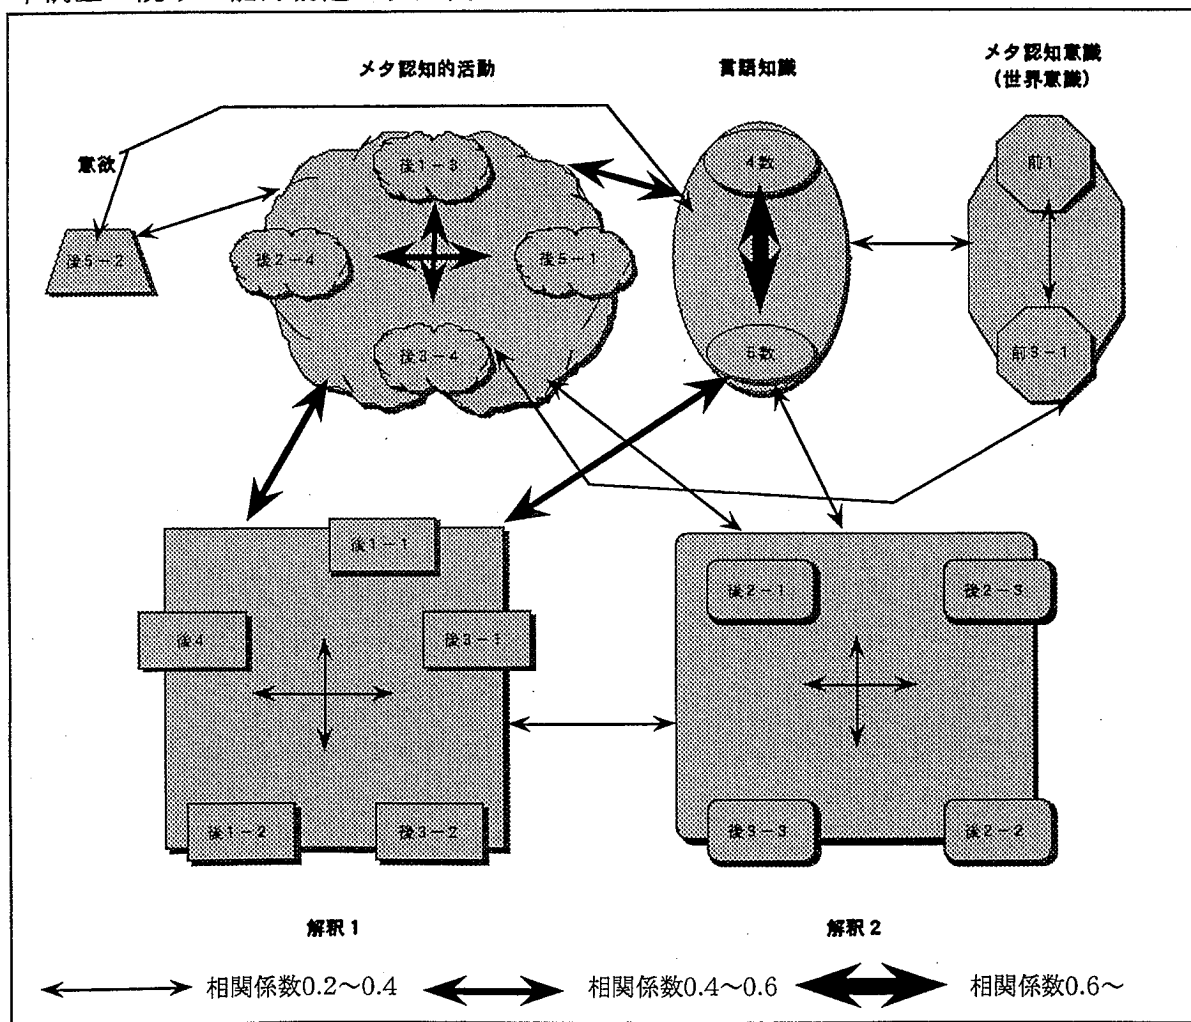 メタ認知的活動
言語知識
メタ認知意識
(世界意識)
意欲
後1-3
4数
前1
後5-2
後2-4
後5-1
後3-4
5数
前3-1
後1-1
後4
後3-1
後2-1
後2-3
後1-2
後3-2
後3-3
後2-2
解釈1
解釈2
相関係数0.2~0.4
相関係数0.4~0.6
相関係数0.6~